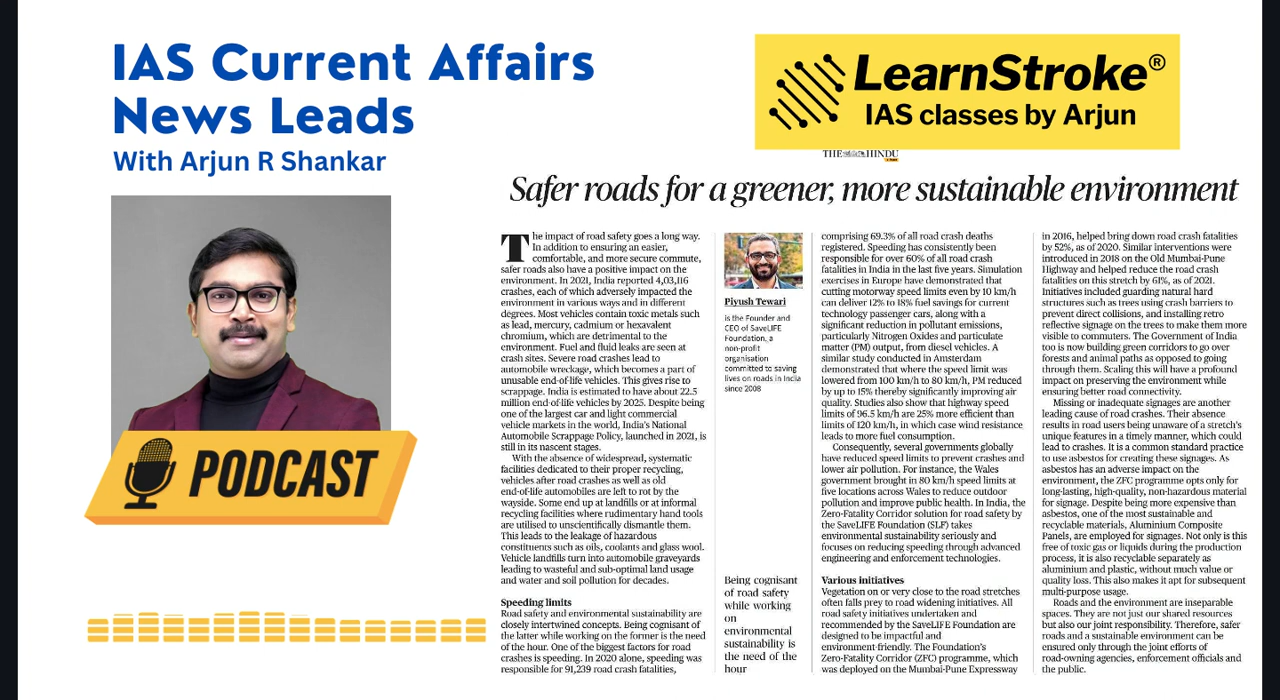 IAS Current Affairs
News Leads
With Arjun R Shankar
PODCAST
LearnStroke®
IAS classes by Arjun
THE HINDU
Safer roads for a greener, more sustainable environment
The impact of road safety goes a long way.
In addition to ensuring an easier,
comfortable, and more secure commute,
safer roads also have a positive impact on the
environment. In 2021, India reported 4,03,116
crashes, each of which adversely impacted the
environment in various ways and in different
degrees. Most vehicles contain toxic metals such
as lead, mercury, cadmium or hexavalent
chromium, which are detrimental to the
environment. Fuel and fluid leaks are seen at
crash sites. Severe road crashes lead to
automobile wreckage, which becomes a part of
unusable end-of-life vehicles. This gives rise to
scrappage. India is estimated to have about 22.5
million end-of-life vehicles by 2025. Despite being
one of the largest car and light commercial
vehicle markets in the world, India's National
Automobile Scrappage Policy, launched in 2021, is
still in its nascent stages.
With the absence of widespread, systematic
facilities dedicated to their proper recycling,
vehicles after road crashes as well as old
end-of-life automobiles are left to rot by the
wayside. Some end up at landfills or at informal
recycling facilities where rudimentary hand tools
are utilised to unscientifically dismantle them.
This leads to the leakage of hazardous
constituents such as oils, coolants and glass wool.
Vehicle landfills turn into automobile graveyards
leading to wasteful and sub-optimal land usage
and water and soil pollution for decades.
Speeding limits
Road safety and environmental sustainability are
closely intertwined concepts. Being cognisant of
the latter while working on the former is the need
of the hour. One of the biggest factors for road
crashes is speeding. In 2020 alone, speeding was
responsible for 91,239 road crash fatalities,
Piyush Tewari
is the Founder and
CEO of SaveLIFE
Foundation, a
non-profit
organisation
committed to saving
lives on roads in India
since 2008
Being cognisant
of road safety
while working
on
environmental
sustainability is
the need of the
hour
comprising 69.3% of all road crash deaths
registered. Speeding has consistently been
responsible for over 60% of all road crash
fatalities in India in the last five years. Simulation
exercises in Europe have demonstrated that
cutting motorway speed limits even by 10 km/h
can deliver 12% to 18% fuel savings for current
technology passenger cars, along with a
significant reduction in pollutant emissions,
particularly Nitrogen Oxides and particulate
matter (PM) output, from diesel vehicles. A
similar study conducted in Amsterdam
demonstrated that where the speed limit was
lowered from 100 km/h to 80 km/h, PM reduced
by up to 15% thereby significantly improving air
quality. Studies also show that highway speed
limits of 96.5 km/h are 25% more efficient than
limits of 120 km/h, in which case wind resistance
leads to more fuel consumption.
Consequently, several governments globally
have reduced speed limits to prevent crashes and
lower air pollution. For instance, the Wales
government brought in 80 km/h speed limits at
five locations across Wales to reduce outdoor
pollution and improve public health. In India, the
Zero-Fatality Corridor solution for road safety by
the SaveLIFE Foundation (SLF) takes
environmental sustainability seriously and
focuses on reducing speeding through advanced
engineering and enforcement technologies.
Various initiatives
Vegetation on or very close to the road stretches
often falls prey to road widening initiatives. All
road safety initiatives undertaken and
recommended by the SaveLIFE Foundation are
designed to be impactful and
environment-friendly. The Foundation's
Zero-Fatality Corridor (ZFC) programme, which
was deployed on the Mumbai-Pune Expressway
in 2016, helped bring down road crash fatalities
by 52%, as of 2020. Similar interventions were
introduced in 2018 on the Old Mumbai-Pune
Highway and helped reduce the road crash
fatalities on this stretch by 61%, as of 2021.
Initiatives included guarding natural hard
structures such as trees using crash barriers to
prevent direct collisions, and installing retro
reflective signage on the trees to make them more
visible to commuters. The Government of India
too is now building green corridors to go over
forests and animal paths as opposed to going
through them. Scaling this will have a profound
impact on preserving the environment while
ensuring better road connectivity.
Missing or inadequate signages are another
leading cause of road crashes. Their absence
results in road users being unaware of a stretch's
unique features in a timely manner, which could
lead to crashes. It is a common standard practice
to use asbestos for creating these signages. As
asbestos has an adverse impact on the
environment, the ZFC programme opts only for
long-lasting, high-quality, non-hazardous material
for signage. Despite being more expensive than
asbestos, one of the most sustainable and
recyclable materials, Aluminium Composite
Panels, are employed for signages. Not only is this
free of toxic gas or liquids during the production
process, it is also recyclable separately as
aluminium and plastic, without much value or
quality loss. This also makes it apt for subsequent
multi-purpose usage.
Roads and the environment are inseparable
spaces. They are not just our shared resources
but also our joint responsibility. Therefore, safer
roads and a sustainable environment can be
ensured only through the joint efforts of
road-owning agencies, enforcement officials and
the public.